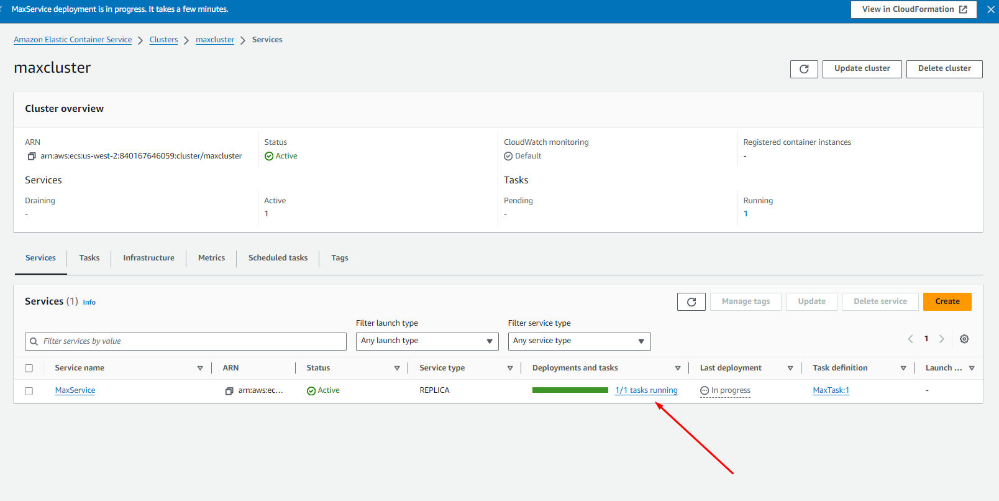 MaxService deployment is in progress. It takes a few minutes.
View in CloudFormation
Amazon Elastic Container Service
Clusters
maxcluster
Services
maxcluster
Update cluster
Delete cluster
Cluster overview
ARN
Status
CloudWatch monitoring
Registered container instances
arn:aws:ecs:us-west-2:840167646059:cluster/maxcluster
Active
Default
-
Services
Tasks
Draining
Active
Pending
Running
-
1
-
1
Services
Tasks
Infrastructure
Metrics
Scheduled tasks
Tags
Services (1) Info
Manage tags
Update
Delete service
Create
Filter launch type
Filter service type
Filter services by value
Any launch type
Any service type
1
Service name
ARN
Status
Service type
Deployments and tasks
Last deployment
Task definition
Launch ...
MaxService
arn:aws:ec...
Active
REPLICA
1/1 tasks running
In progress
MaxTask:1
-